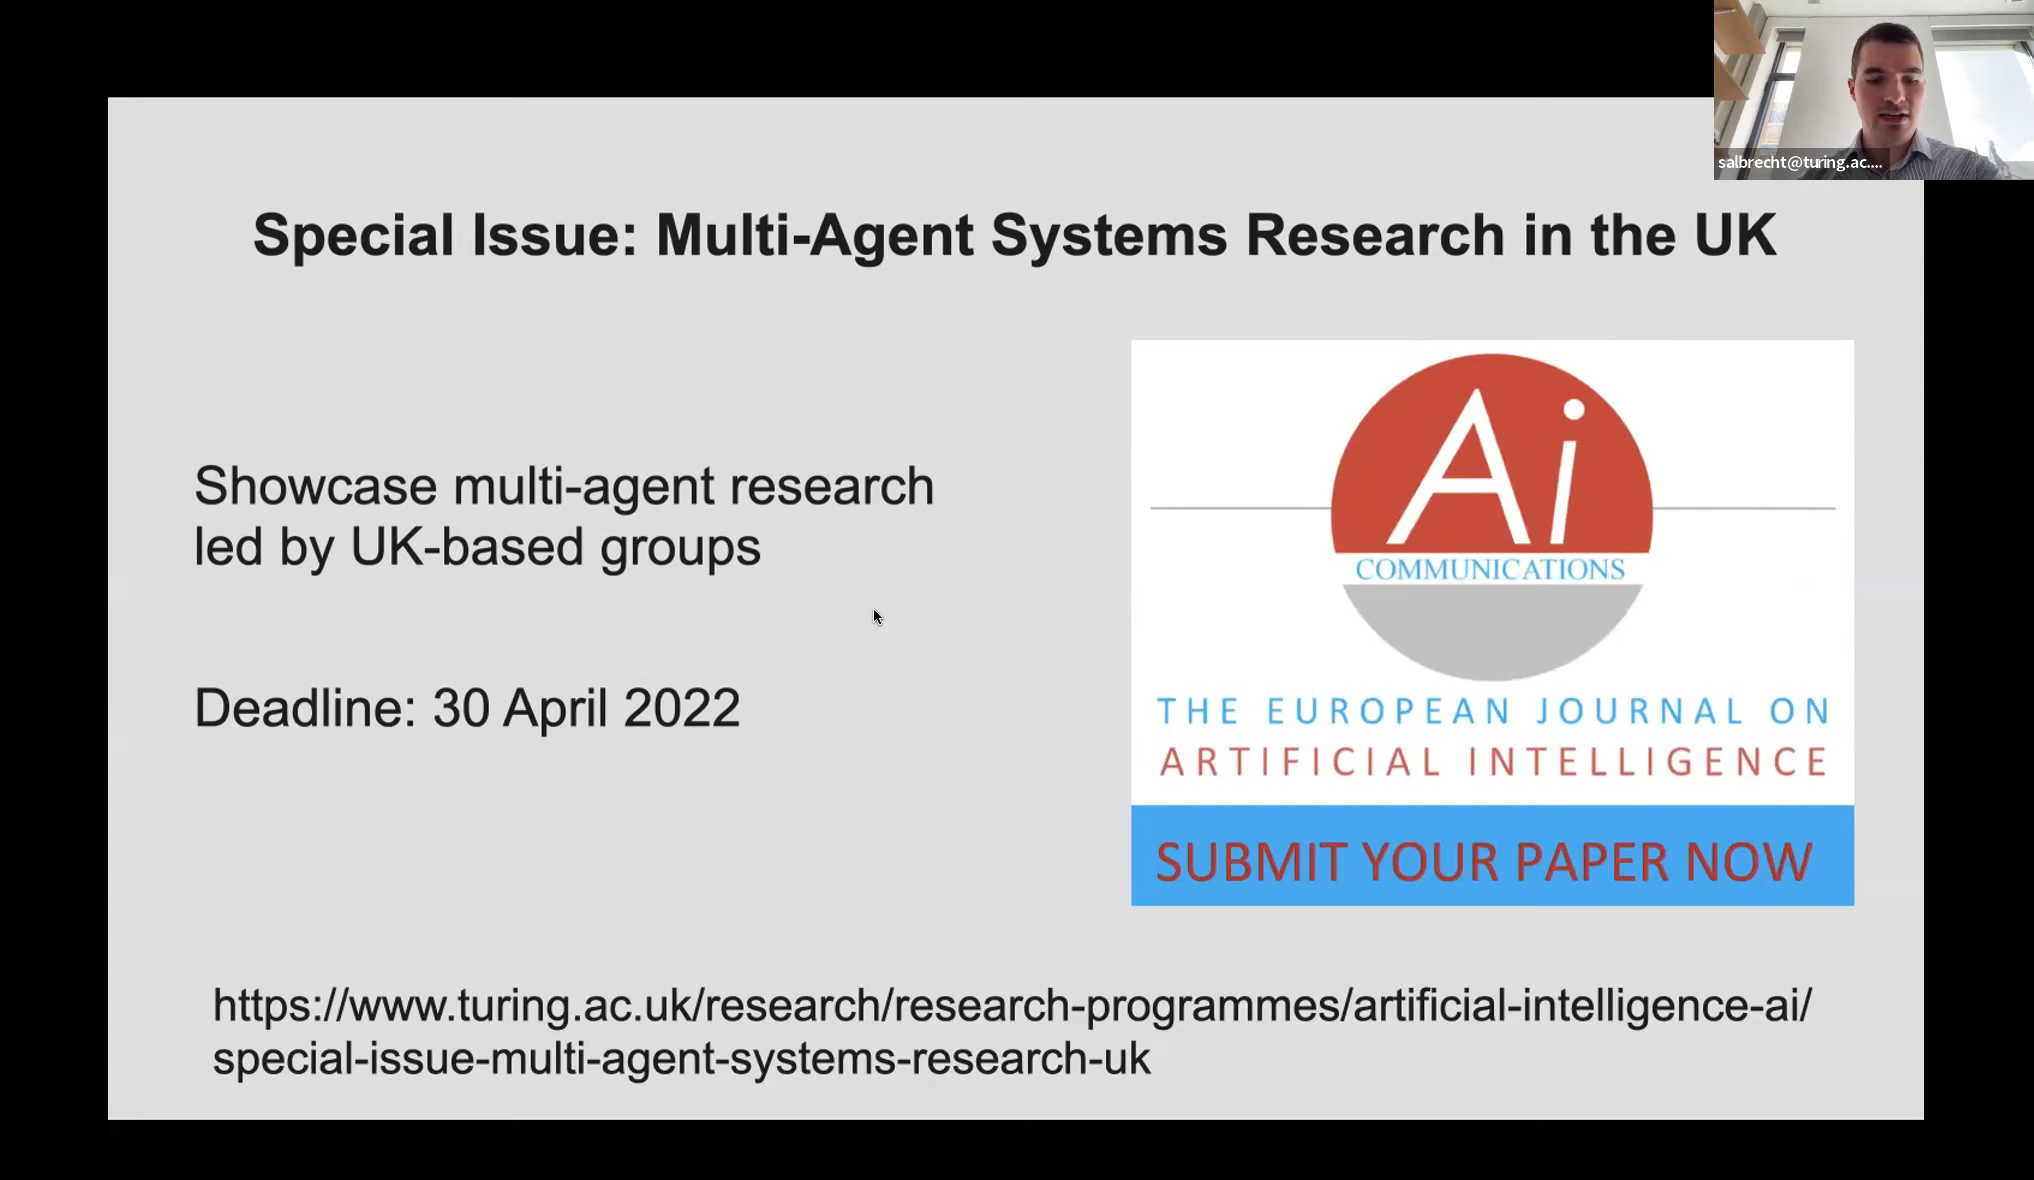 salbrecht@turing.ac....
Special Issue: Multi-Agent Systems Research in the UK
Showcase multi-agent research
led by UK-based groups
Deadline: 30 April 2022
Ai
COMMUNICATIONS
THE EUROPEAN JOURNAL ON
ARTIFICIAL INTELLIGENCE
SUBMIT YOUR PAPER NOW
https://www.turing.ac.uk/research/research-programmes/artificial-intelligence-ai/
special-issue-multi-agent-systems-research-uk